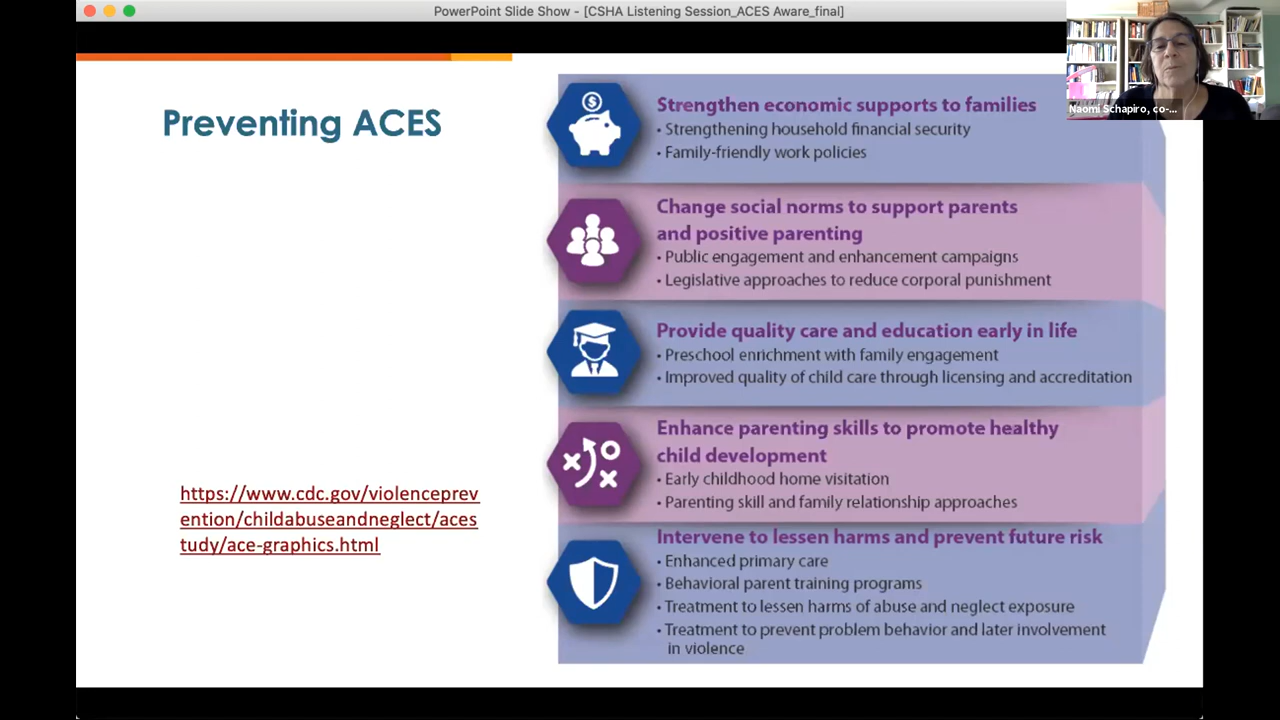 PowerPoint Slide Show - [CSHA Listening Session_ACES Aware_final]
Naomi Schapiro, co-...
Preventing ACES
https://www.cdc.gov/violenceprev
ention/childabuseandneglect/aces
tudy/ace-graphics.html
$
Strengthen economic supports to families
• Strengthening household financial security
• Family-friendly work policies
Change social norms to support parents
and positive parenting
• Public engagement and enhancement campaigns
• Legislative approaches to reduce corporal punishment
Provide quality care and education early in life
• Preschool enrichment with family engagement
• Improved quality of child care through licensing and accreditation
Enhance parenting skills to promote healthy
child development
• Early childhood home visitation
• Parenting skill and family relationship approaches
Intervene to lessen harms and prevent future risk
• Enhanced primary care
• Behavioral parent training programs
• Treatment to lessen harms of abuse and neglect exposure
• Treatment to prevent problem behavior and later involvement
in violence